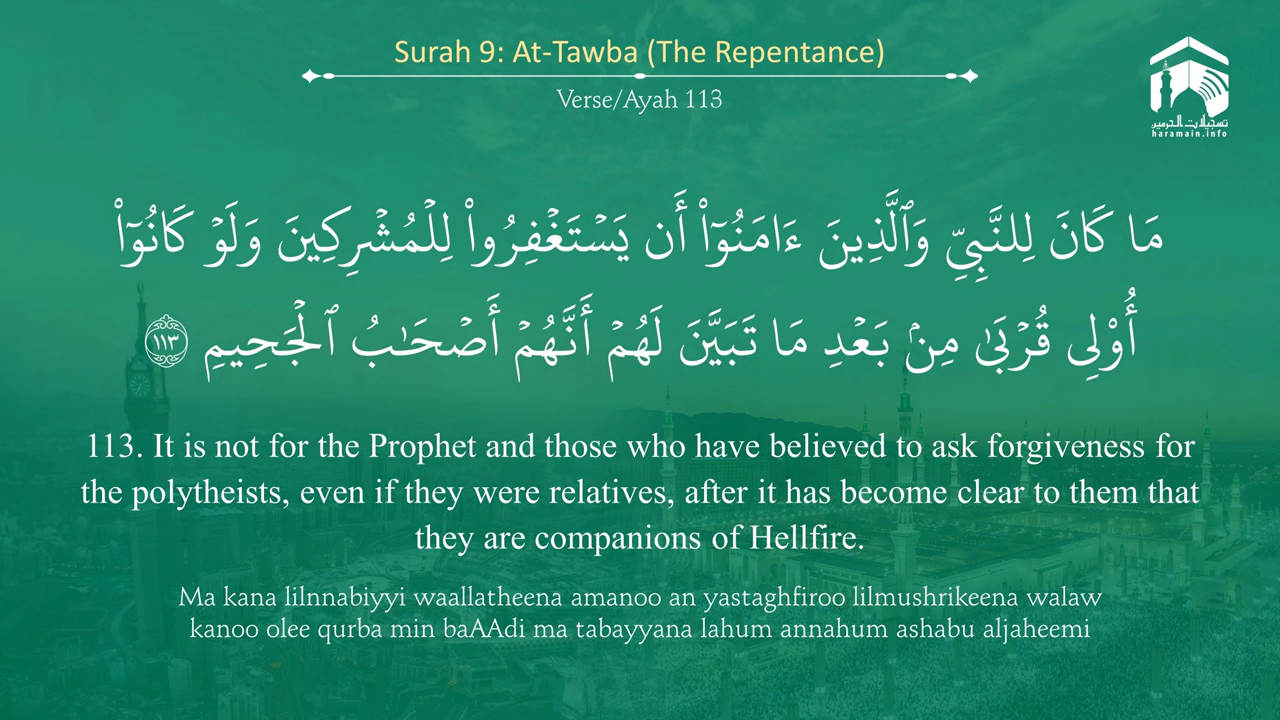 Surah 9: At-Tawba (The Repentance)
Verse/Ayah 113
تسجيلات الحرمين
haramain.info
مَا كَانَ لِلنَّبِيِّ وَٱلَّذِينَ ءَامَنُوٓا۟ أَن يَسْتَغْفِرُوا۟ لِلْمُشْرِكِينَ وَلَوْ كَانُوٓا۟
أُو۟لِى قُرْبَىٰ مِنۢ بَعْدِ مَا تَبَيَّنَ لَهُمْ أَنَّهُمْ أَصْحَـٰبُ ٱلْجَحِيمِ ١١٣
113. It is not for the Prophet and those who have believed to ask forgiveness for
the polytheists, even if they were relatives, after it has become clear to them that
they are companions of Hellfire.
Ma kana lilnnabiyyi waallatheena amanoo an yastaghfiroo lilmushrikeena walaw
kanoo olee qurba min baAAdi ma tabayyana lahum annahum ashabu aljaheemi